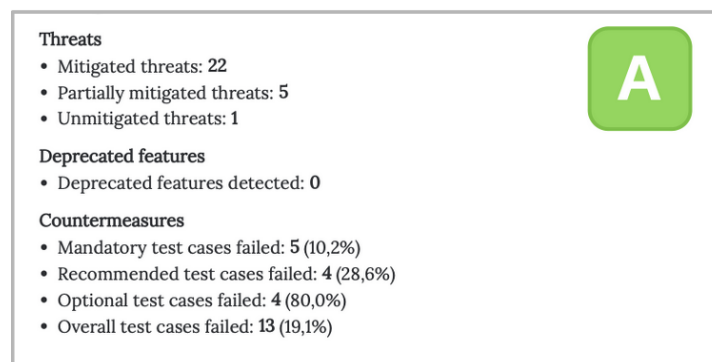 Threats
• Mitigated threats: 22
• Partially mitigated threats: 5
• Unmitigated threats: 1
Deprecated features
• Deprecated features detected: 0
Countermeasures
• Mandatory test cases failed: 5 (10,2%)
• Recommended test cases failed: 4 (28,6%)
• Optional test cases failed: 4 (80,0%)
• Overall test cases failed: 13 (19,1%)
A